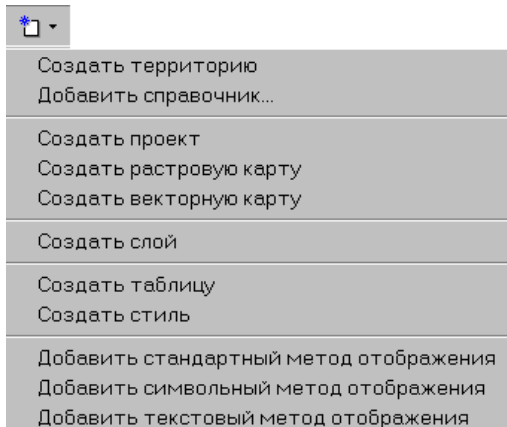 Создать территорию
Добавить справочник...
Создать проект
Создать растровую карту
Создать векторную карту
Создать слой
Создать таблицу
Создать стиль
Добавить стандартный метод отображения
Добавить символьный метод отображения
Добавить текстовый метод отображения